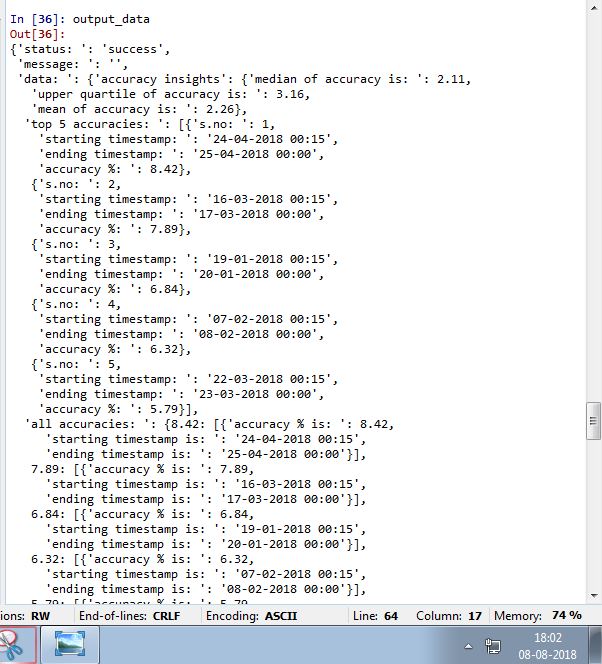 In [36]: output_data
Out[36]:
{'status: ': 'success',
 'message: ': '',
 'data: ': {'accuracy insights': {'median of accuracy is: ': 2.11,
   'upper quartile of accuracy is: ': 3.16,
   'mean of accuracy is: ': 2.26},
  'top 5 accuracies: ': [{'s.no: ': 1,
    'starting timestamp: ': '24-04-2018 00:15',
    'ending timestamp: ': '25-04-2018 00:00',
    'accuracy %: ': 8.42},
   {'s.no: ': 2,
    'starting timestamp: ': '16-03-2018 00:15',
    'ending timestamp: ': '17-03-2018 00:00',
    'accuracy %: ': 7.89},
   {'s.no: ': 3,
    'starting timestamp: ': '19-01-2018 00:15',
    'ending timestamp: ': '20-01-2018 00:00',
    'accuracy %: ': 6.84},
   {'s.no: ': 4,
    'starting timestamp: ': '07-02-2018 00:15',
    'ending timestamp: ': '08-02-2018 00:00',
    'accuracy %: ': 6.32},
   {'s.no: ': 5,
    'starting timestamp: ': '22-03-2018 00:15',
    'ending timestamp: ': '23-03-2018 00:00',
    'accuracy %: ': 5.79}],
  'all accuracies: ': {8.42: [{'accuracy % is: ': 8.42,
     'starting timestamp is: ': '24-04-2018 00:15',
     'ending timestamp is: ': '25-04-2018 00:00'}],
   7.89: [{'accuracy % is: ': 7.89,
     'starting timestamp is: ': '16-03-2018 00:15',
     'ending timestamp is: ': '17-03-2018 00:00'}],
   6.84: [{'accuracy % is: ': 6.84,
     'starting timestamp is: ': '19-01-2018 00:15',
     'ending timestamp is: ': '20-01-2018 00:00'}],
   6.32: [{'accuracy % is: ': 6.32,
     'starting timestamp is: ': '07-02-2018 00:15',
     'ending timestamp is: ': '08-02-2018 00:00'}],
   5.79: [{'accuracy % is: ': 5.79,
ions: RW End-of-lines: CRLF Encoding: ASCII Line: 64 Column: 17 Memory: 74 %
18:02
08-08-2018